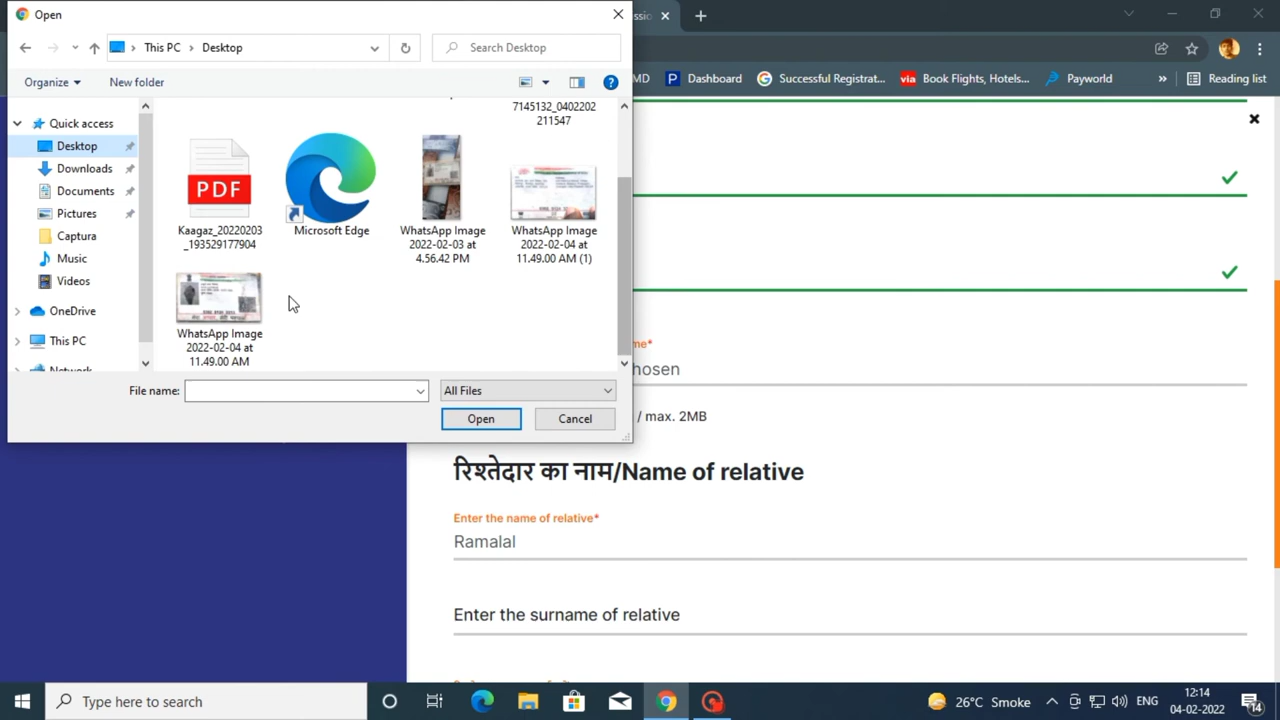 Open
ssio
This PC
Desktop
Search Desktop
Organize
New folder
MD
Dashboard
Successful Registrat...
via
Book Flights, Hotels...
Payworld
»
Reading list
Quick access
Desktop
Downloads
Documents
Pictures
Captura
Music
Videos
OneDrive
This PC
Network
7145132_0402202
211547
PDF
Kaagaz_20220203
_193529177904
Microsoft Edge
WhatsApp Image
2022-02-03 at
4.56.42 PM
WhatsApp Image
2022-02-04 at
11.49.00 AM (1)
WhatsApp Image
2022-02-04 at
11.49.00 AM
File name:
All Files
Open
Cancel
me*
hosen
/ max. 2MB
रिश्तेदार का नाम/Name of relative
Enter the name of relative*
Ramalal
Enter the surname of relative
Type here to search
26°C Smoke
ENG
12:14
04-02-2022
14